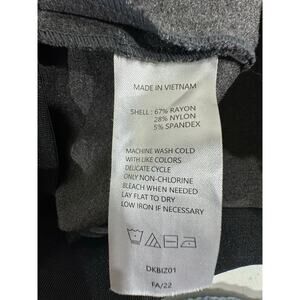 MADE IN VIETNAM
SHELL : 67% RAYON
28% NYLON
5% SPANDEX
MACHINE WASH COLD
WITH LIKE COLORS
DELICATE CYCLE
ONLY NON-CHLORINE
BLEACH WHEN NEEDED
LAY FLAT TO DRY
LOW IRON IF NECESSARY
DKBIZ01
FA/22